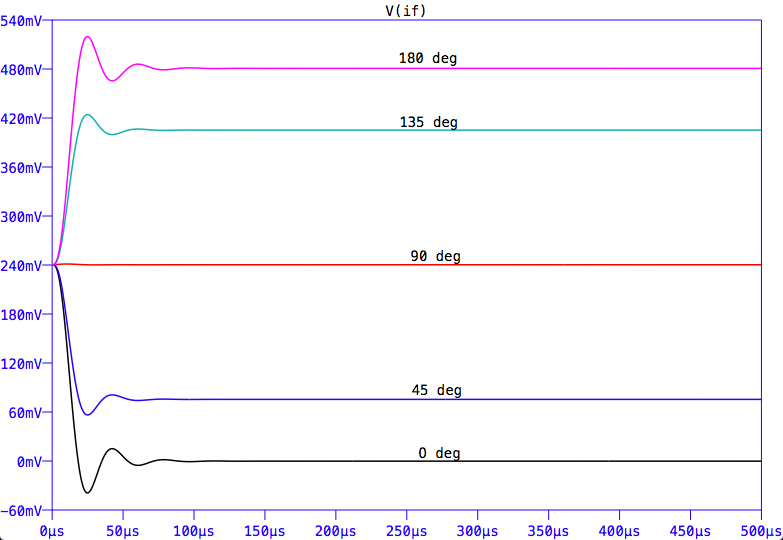 V(if)
540mV
480mV
420mV
360mV
300mV
240mV
180mV
120mV
60mV
0mV
-60mV
180 deg
135 deg
90 deg
45 deg
0 deg
0µs 50µs 100µs 150µs 200µs 250µs 300µs 350µs 400µs 450µs 500µs